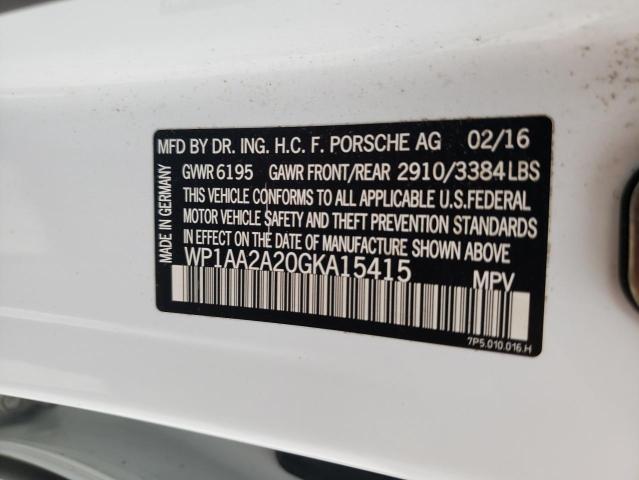 MFD BY DR. ING. H.C. F. PORSCHE AG 02/16
GVWR 6195 GAWR FRONT/REAR 2910/3384 LBS
THIS VEHICLE CONFORMS TO ALL APPLICABLE U.S.FEDERAL
MOTOR VEHICLE SAFETY AND THEFT PREVENTION STANDARDS
IN EFFECT ON THE DATE OF MANUFACTURE SHOWN ABOVE
WP1AA2A20GKA15415 MPV
7P5.010.016.H
MADE IN GERMANY